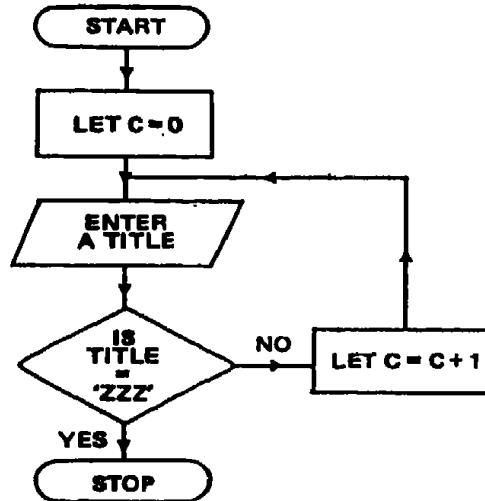 START
LET C = 0
ENTER
A TITLE
IS
TITLE
=
'ZZZ'
NO
LET C = C + 1
YES
STOP